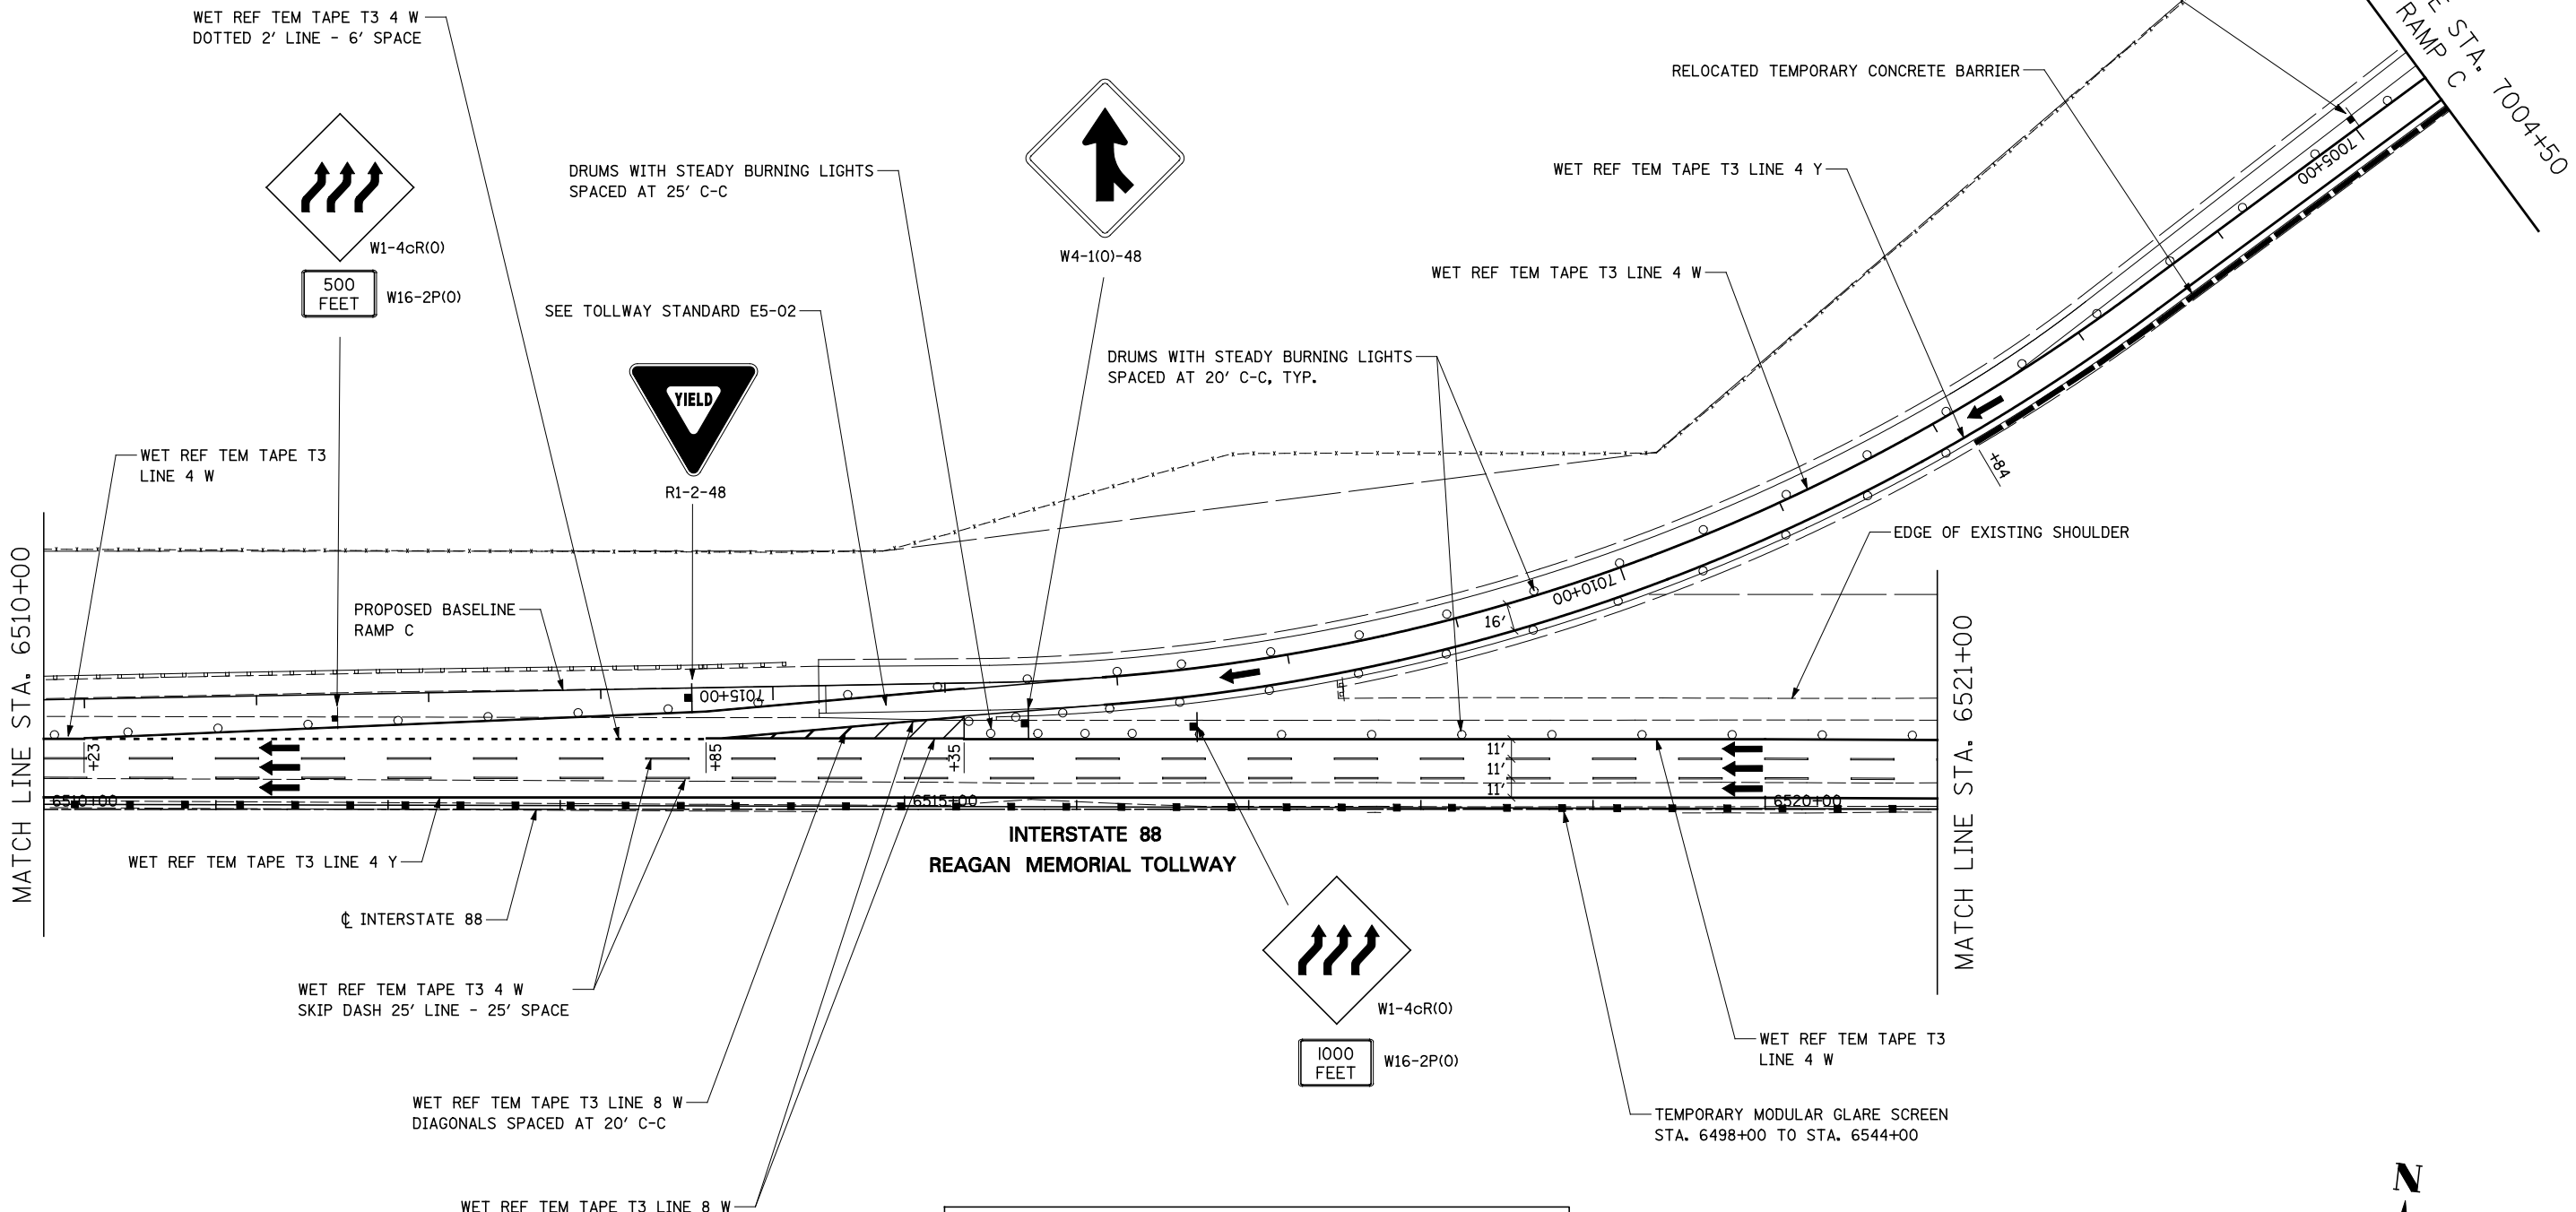 WET REF TEM TAPE T3 4 W
DOTTED 2' LINE - 6' SPACE
E STA. 7004+50
RAMP C
RELOCATED TEMPORARY CONCRETE BARRIER
DRUMS WITH STEADY BURNING LIGHTS
SPACED AT 25' C-C
WET REF TEM TAPE T3 LINE 4 Y
7005+00
W1-4cR(O)
W4-1(O)-48
500
FEET
W16-2P(O)
WET REF TEM TAPE T3 LINE 4 W
SEE TOLLWAY STANDARD E5-02
DRUMS WITH STEADY BURNING LIGHTS
SPACED AT 20' C-C, TYP.
YIELD
R1-2-48
WET REF TEM TAPE T3
LINE 4 W
+84
EDGE OF EXISTING SHOULDER
MATCH LINE STA. 6510+00
PROPOSED BASELINE
RAMP C
7010+00
16'
7015+00
MATCH LINE STA. 6521+00
+23
+85
+35
11'
11'
11'
6510+00
6515+00
6520+00
INTERSTATE 88
REAGAN MEMORIAL TOLLWAY
WET REF TEM TAPE T3 LINE 4 Y
℄ INTERSTATE 88
WET REF TEM TAPE T3 4 W
SKIP DASH 25' LINE - 25' SPACE
W1-4cR(O)
1000
FEET
W16-2P(O)
WET REF TEM TAPE T3
LINE 4 W
WET REF TEM TAPE T3 LINE 8 W
DIAGONALS SPACED AT 20' C-C
TEMPORARY MODULAR GLARE SCREEN
STA. 6498+00 TO STA. 6544+00
WET REF TEM TAPE T3 LINE 8 W
N